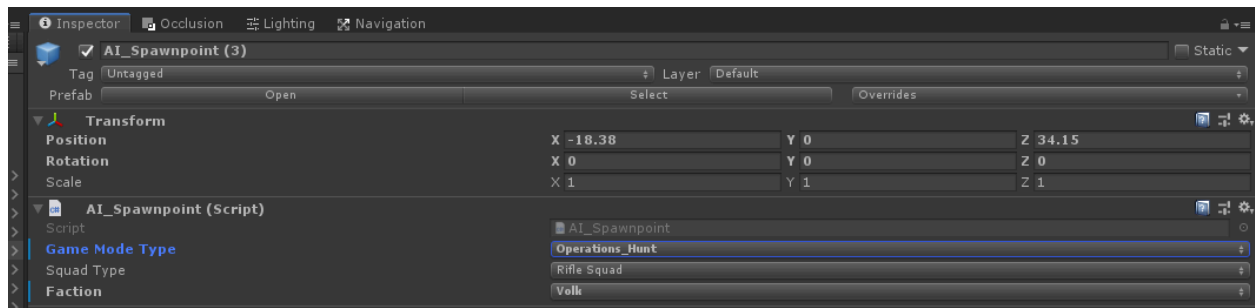 Inspector Occlusion Lighting Navigation
AI_Spawnpoint (3) Static
Tag Untagged Layer Default
Prefab Open Select Overrides
Transform
Position X -18.38 Y 0 Z 34.15
Rotation X 0 Y 0 Z 0
Scale X 1 Y 1 Z 1
AI_Spawnpoint (Script)
Script AI_Spawnpoint
Game Mode Type Operations_Hunt
Squad Type Rifle Squad
Faction Volk